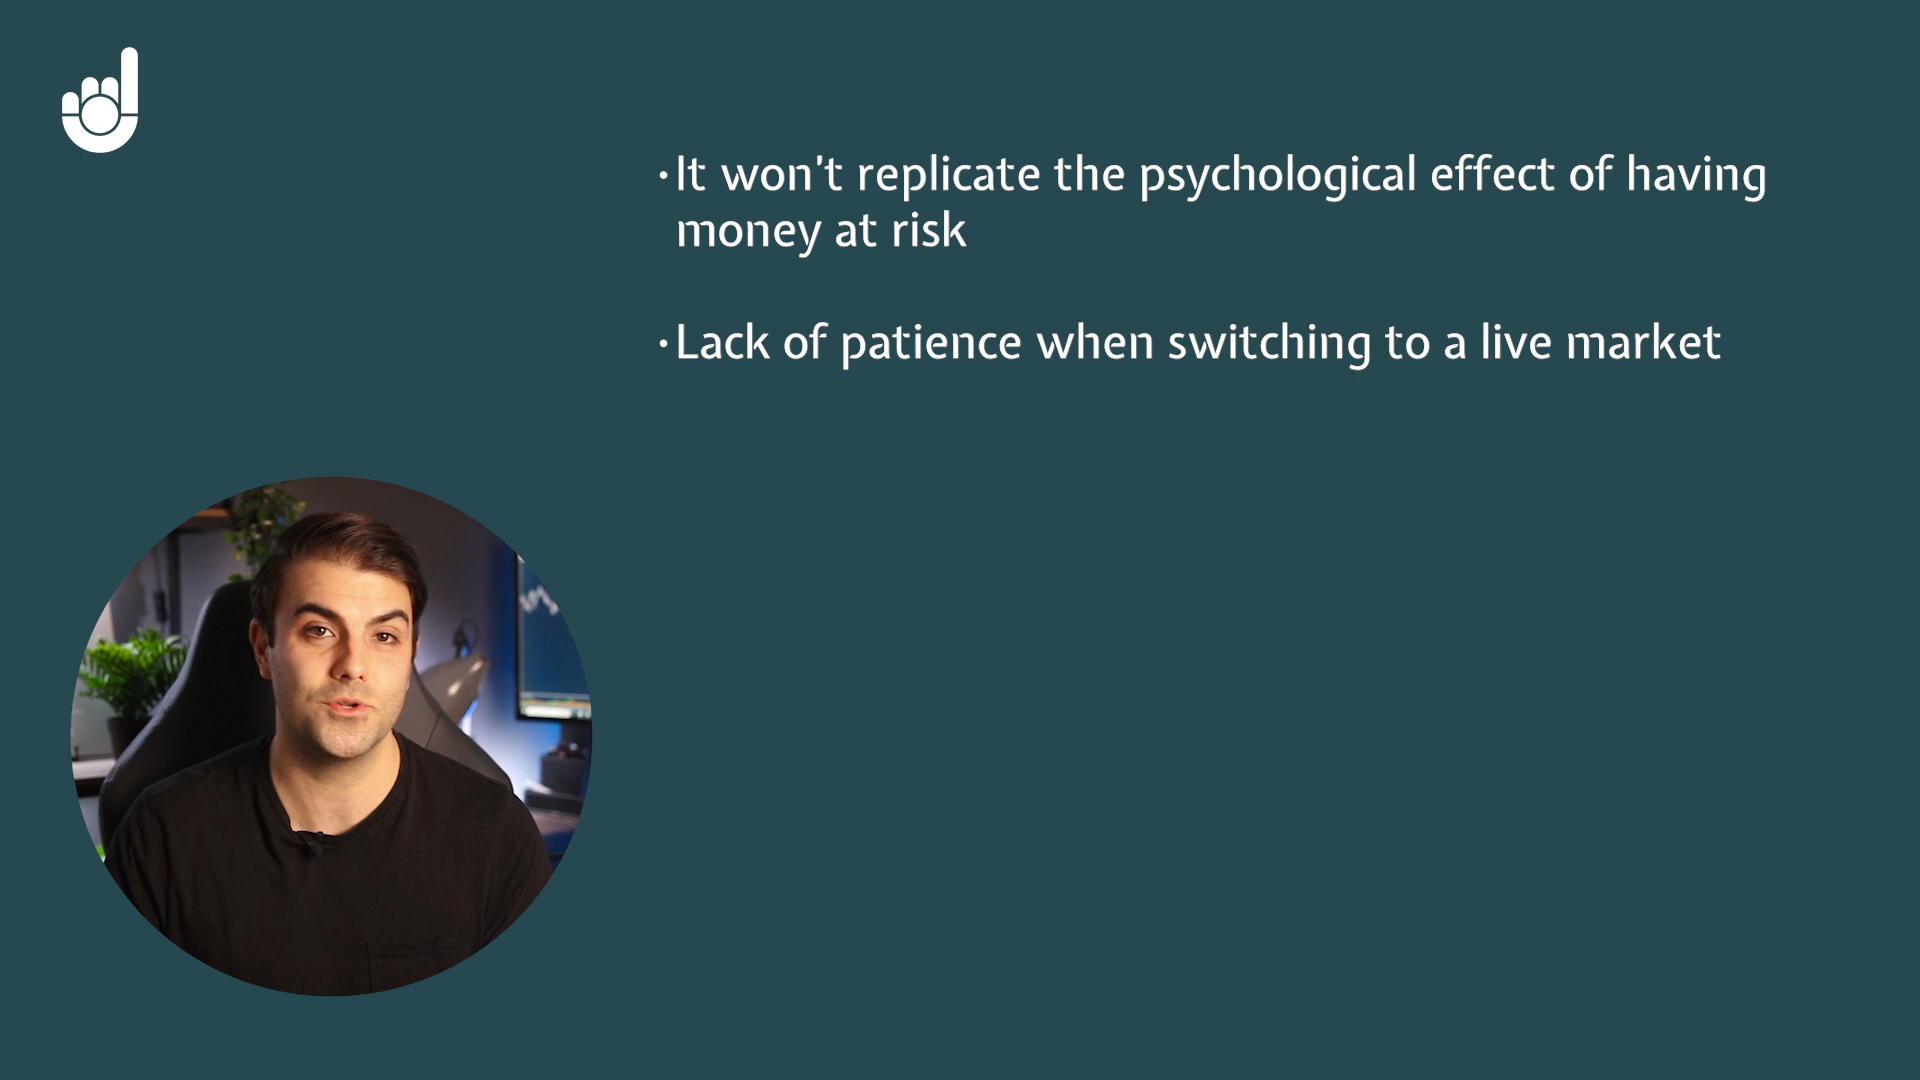 ·It won't replicate the psychological effect of having
money at risk
·Lack of patience when switching to a live market